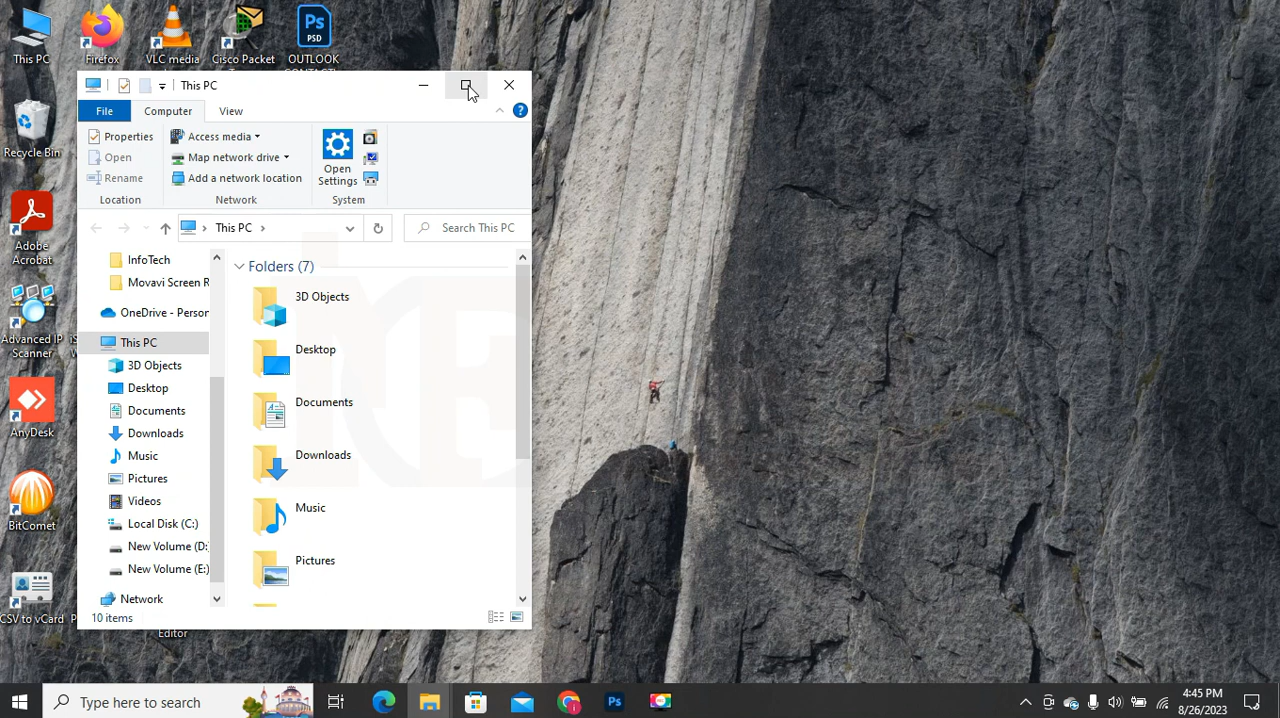 This PC
Firefox
VLC media
Cisco Packet
Ps
PSD
OUTLOOK
This PC
File
Computer
View
Properties
Open
Rename
Location
Access media
Map network drive
Add a network location
Network
Open
Settings
System
This PC
Search This PC
InfoTech
Movavi Screen R
OneDrive - Person
This PC
3D Objects
Desktop
Documents
Downloads
Music
Pictures
Videos
Local Disk (C:)
New Volume (D:)
New Volume (E:)
Network
Folders (7)
3D Objects
Desktop
Documents
Downloads
Music
Pictures
10 items
Recycle Bin
Adobe
Acrobat
Advanced IP
Scanner
AnyDesk
BitComet
CSV to vCard
Editor
Type here to search
Ps
4:45 PM
8/26/2023